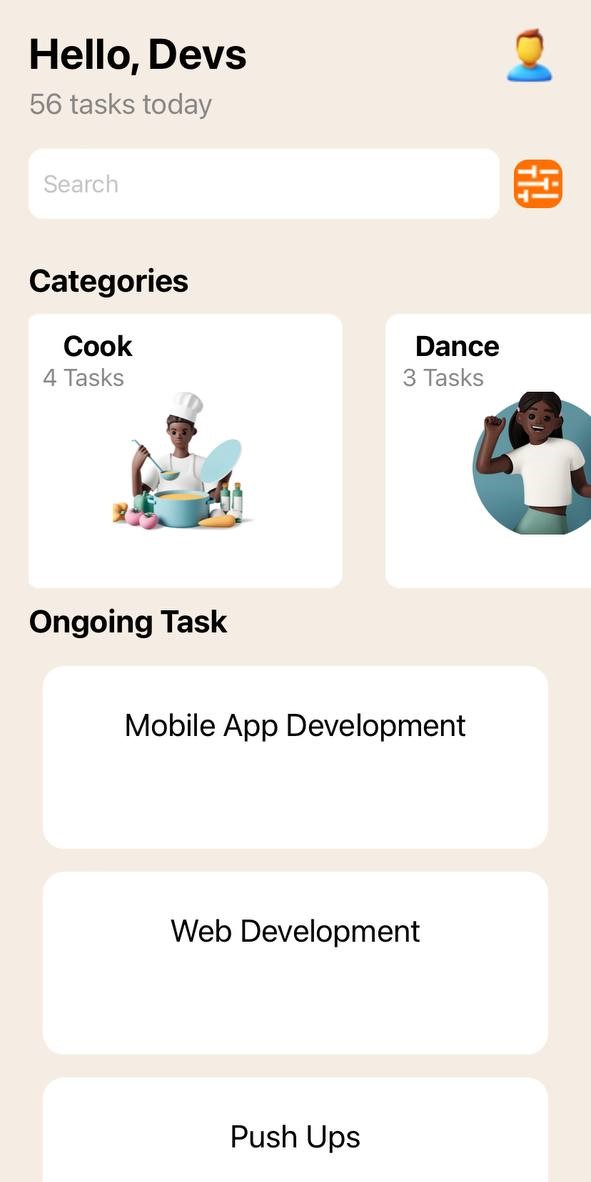 Hello, Devs
56 tasks today
Search
Categories
Cook
4 Tasks
Dance
3 Tasks
Ongoing Task
Mobile App Development
Web Development
Push Ups